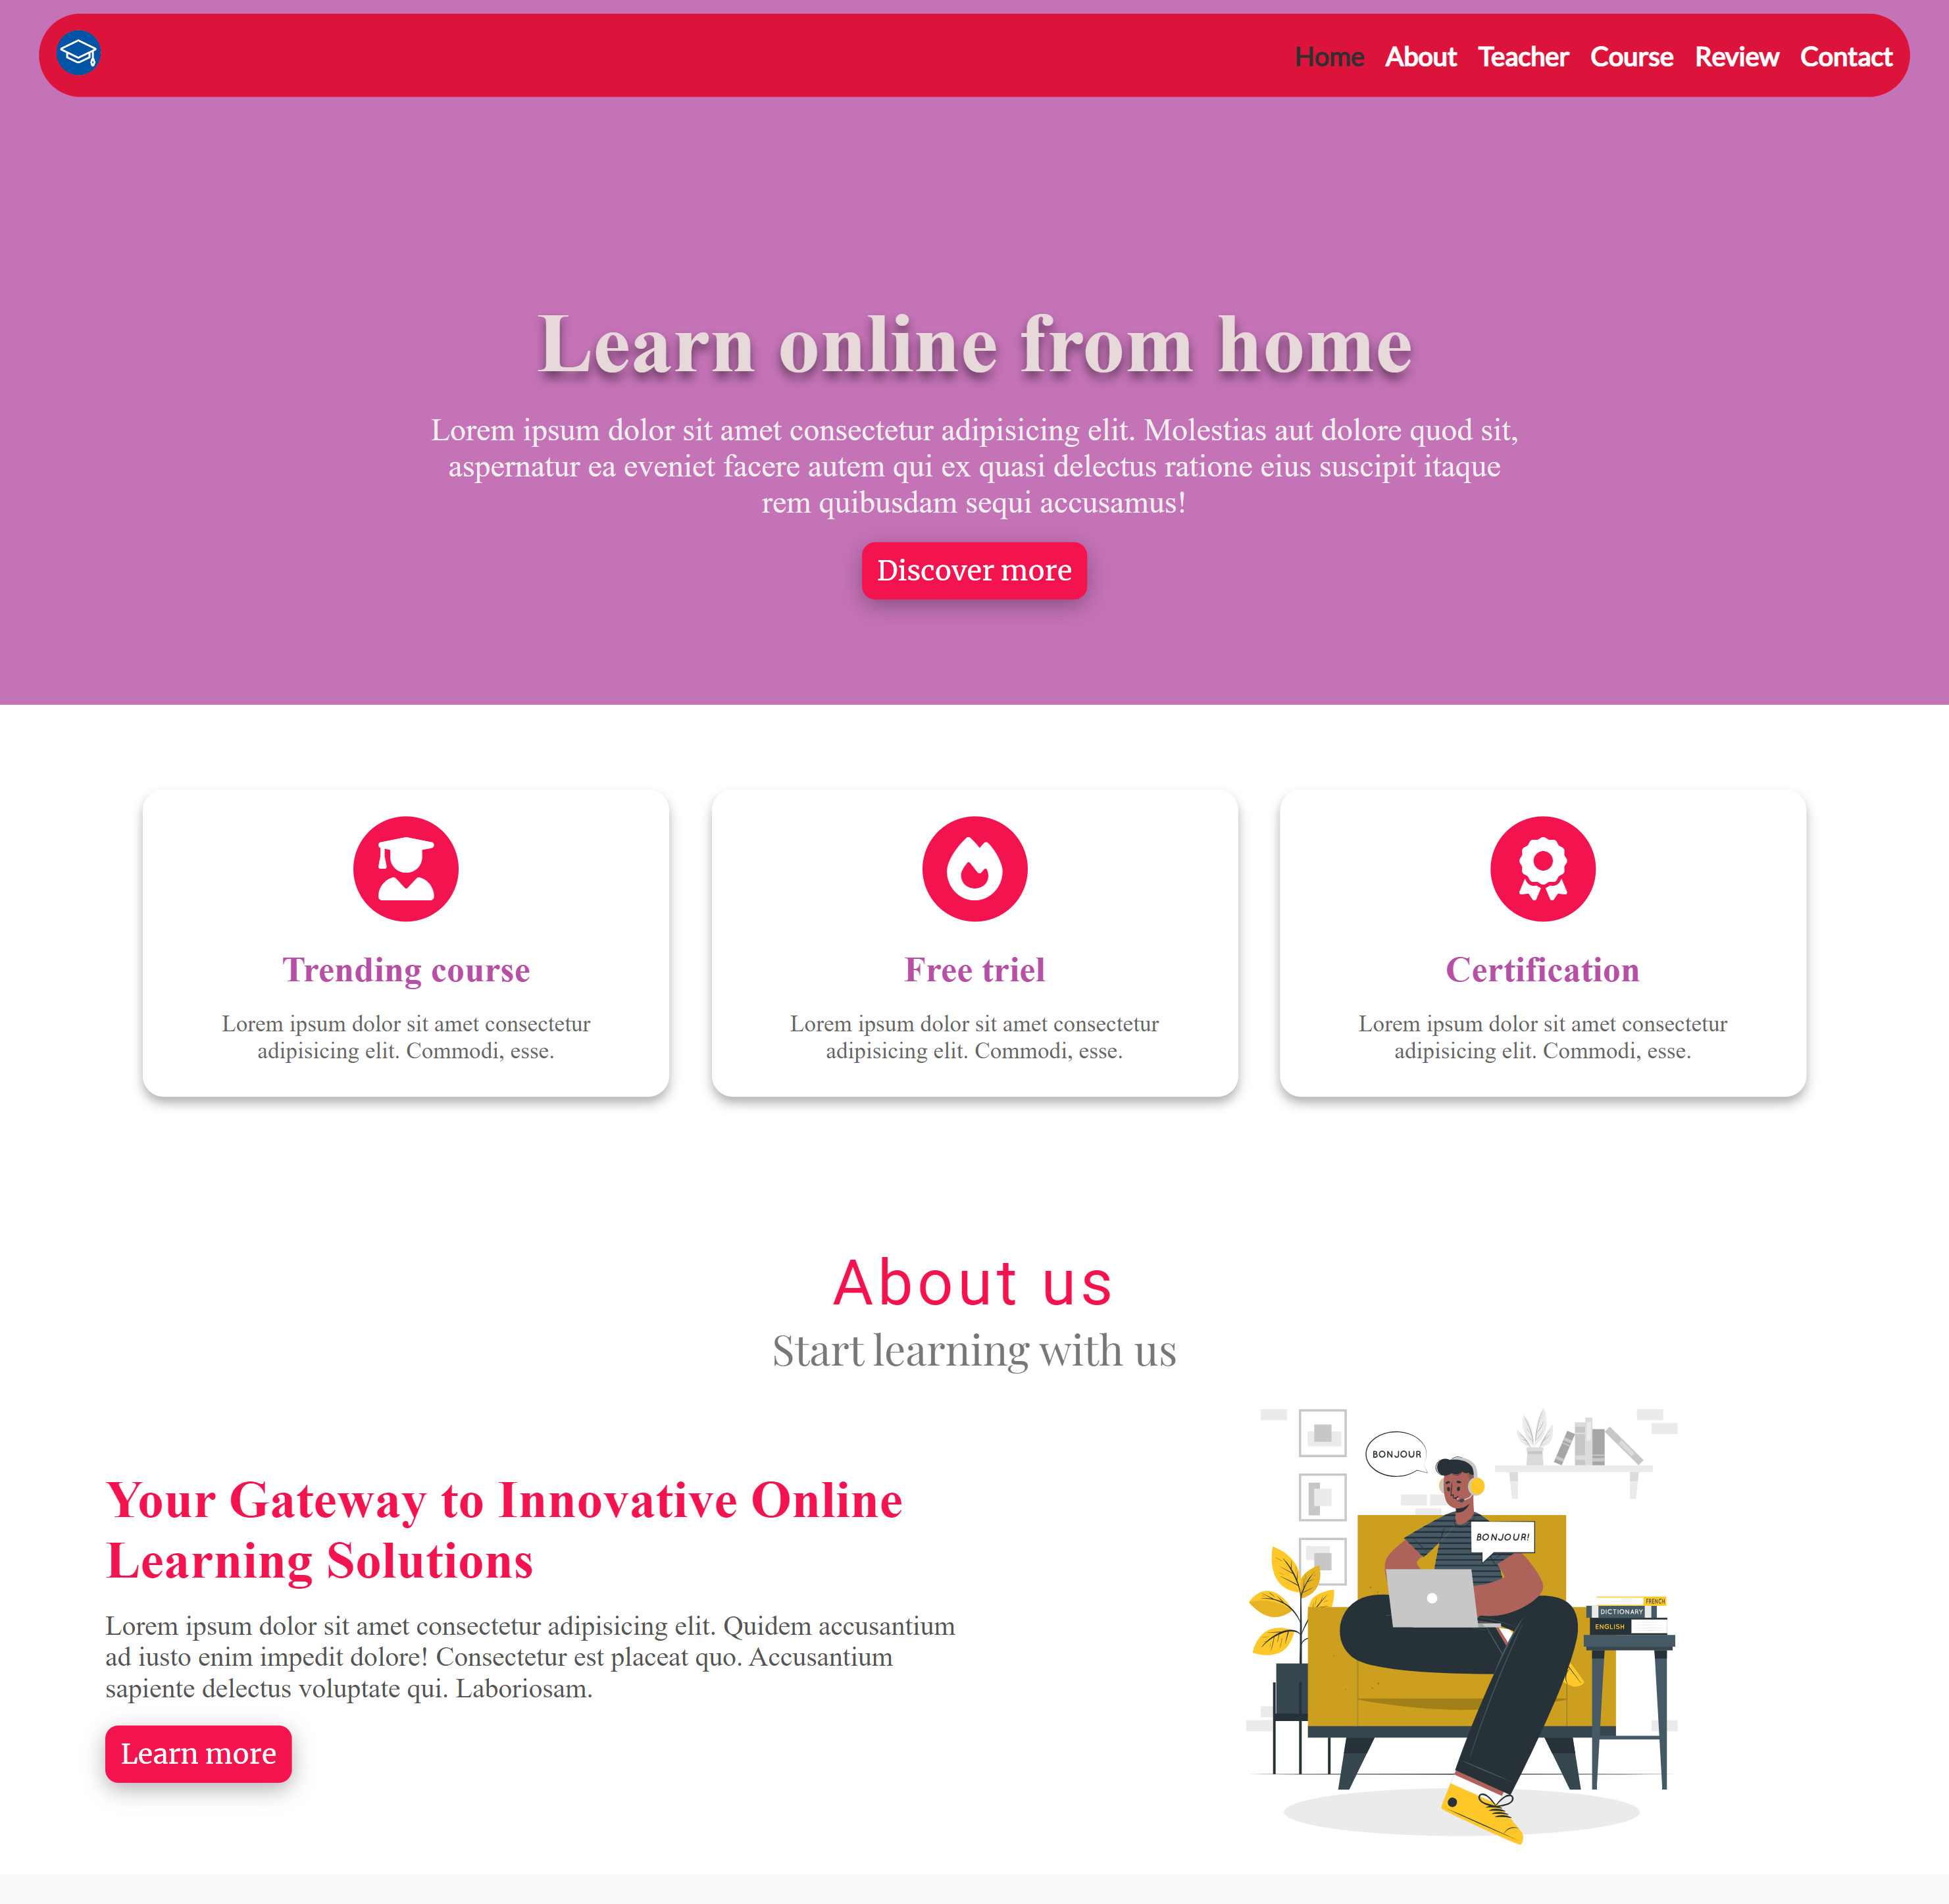 Home About Teacher Course Review Contact
Learn online from home
Lorem ipsum dolor sit amet consectetur adipisicing elit. Molestias aut dolore quod sit,
aspernatur ea eveniet facere autem qui ex quasi delectus ratione eius suscipit itaque
rem quibusdam sequi accusamus!
Discover more
Trending course
Lorem ipsum dolor sit amet consectetur
adipisicing elit. Commodi, esse.
Free triel
Lorem ipsum dolor sit amet consectetur
adipisicing elit. Commodi, esse.
Certification
Lorem ipsum dolor sit amet consectetur
adipisicing elit. Commodi, esse.
About us
Start learning with us
Your Gateway to Innovative Online
Learning Solutions
Lorem ipsum dolor sit amet consectetur adipisicing elit. Quidem accusantium
ad iusto enim impedit dolore! Consectetur est placeat quo. Accusantium
sapiente delectus voluptate qui. Laboriosam.
Learn more
BONJOUR
BONJOUR!
FRENCH
DICTIONARY
ENGLISH